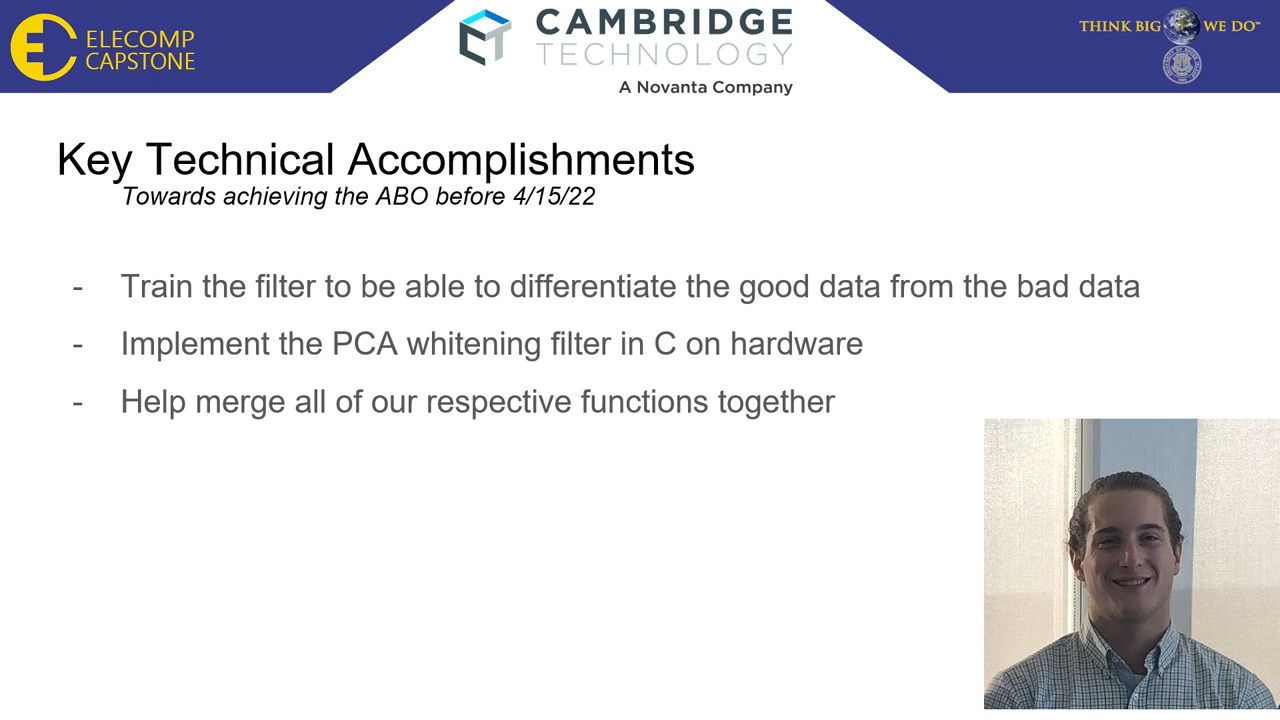 ELECOMP
CAPSTONE
CAMBRIDGE
TECHNOLOGY
A Novanta Company
THINK BIG WE DO™
Key Technical Accomplishments
Towards achieving the ABO before 4/15/22
- Train the filter to be able to differentiate the good data from the bad data
- Implement the PCA whitening filter in C on hardware
- Help merge all of our respective functions together